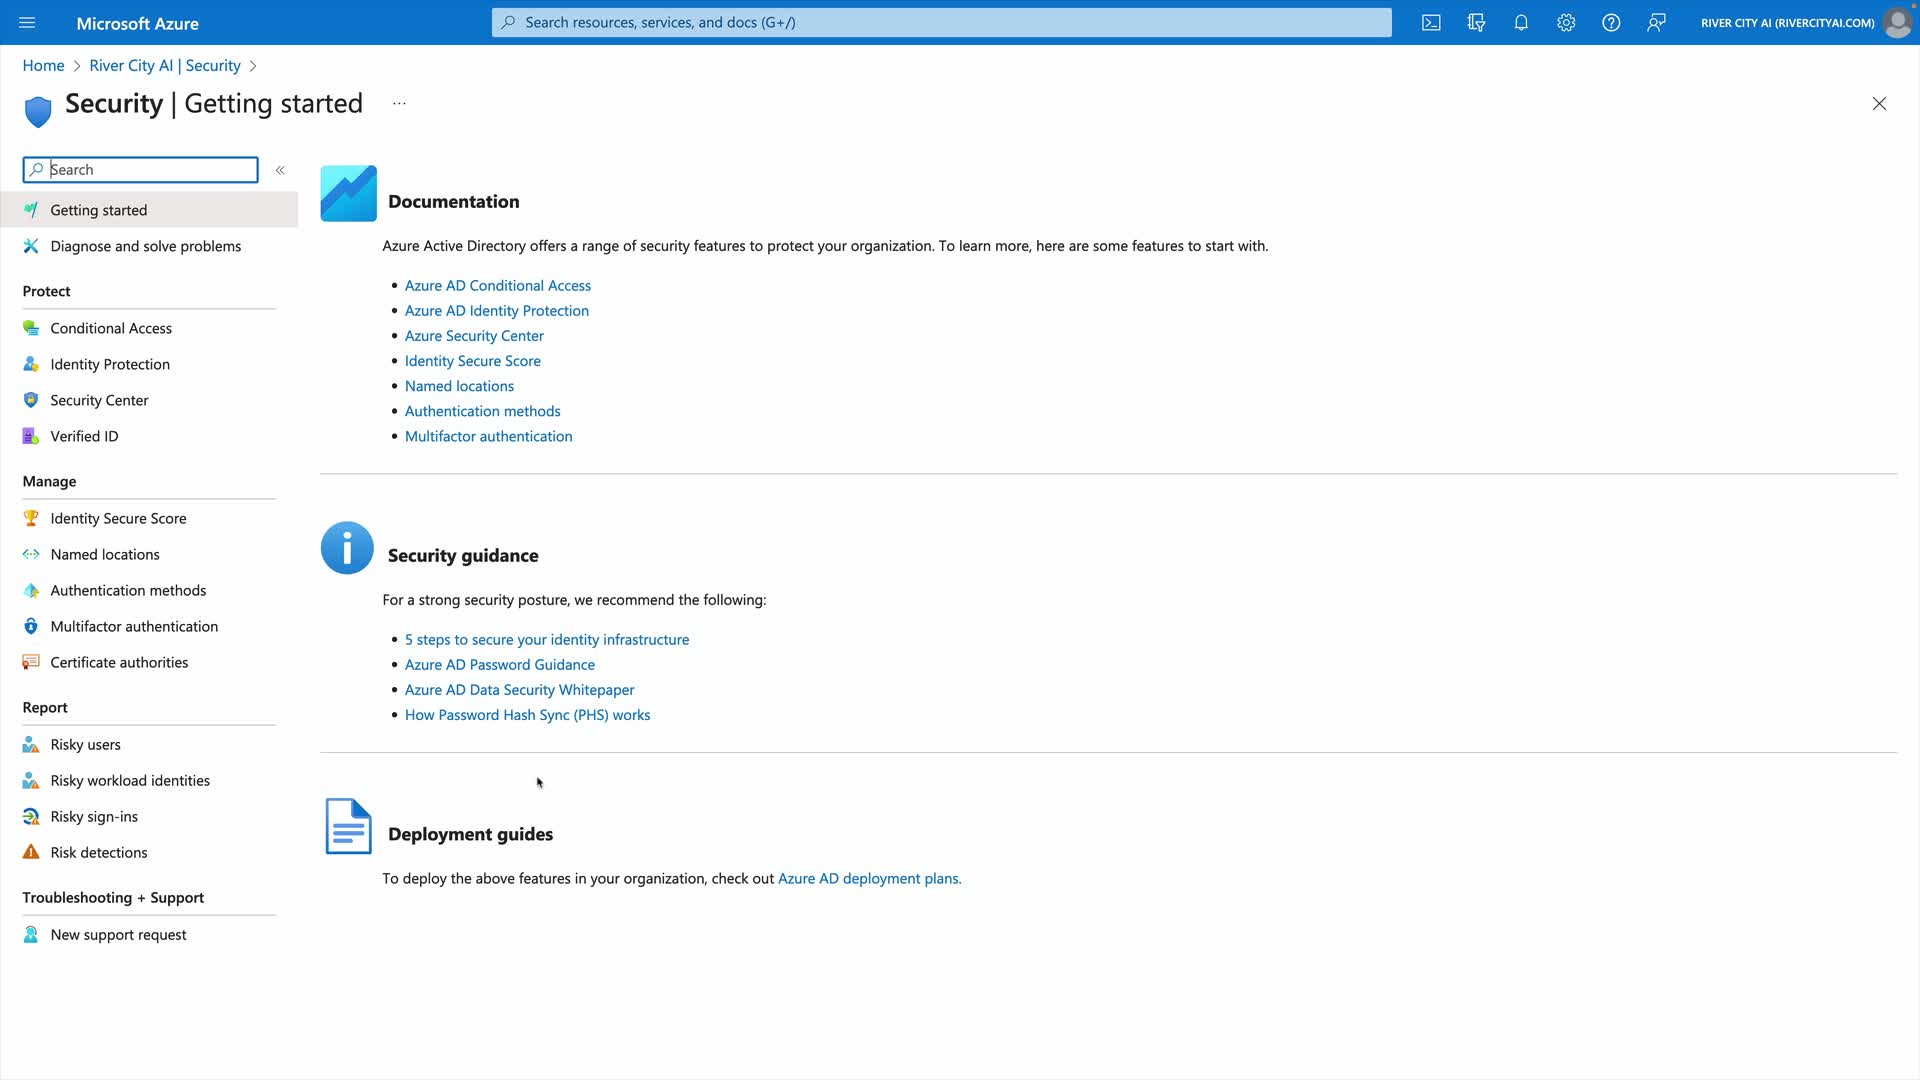 Microsoft Azure
Search resources, services, and docs (G+/)
RIVER CITY AI (RIVERCITYAI.COM)
Home
River City AI | Security
Security | Getting started
...
Search
Getting started
Diagnose and solve problems
Protect
Conditional Access
Identity Protection
Security Center
Verified ID
Manage
Identity Secure Score
Named locations
Authentication methods
Multifactor authentication
Certificate authorities
Report
Risky users
Risky workload identities
Risky sign-ins
Risk detections
Troubleshooting + Support
New support request
Documentation
Azure Active Directory offers a range of security features to protect your organization. To learn more, here are some features to start with.
• Azure AD Conditional Access
• Azure AD Identity Protection
• Azure Security Center
• Identity Secure Score
• Named locations
• Authentication methods
• Multifactor authentication
Security guidance
For a strong security posture, we recommend the following:
• 5 steps to secure your identity infrastructure
• Azure AD Password Guidance
• Azure AD Data Security Whitepaper
• How Password Hash Sync (PHS) works
Deployment guides
To deploy the above features in your organization, check out Azure AD deployment plans.